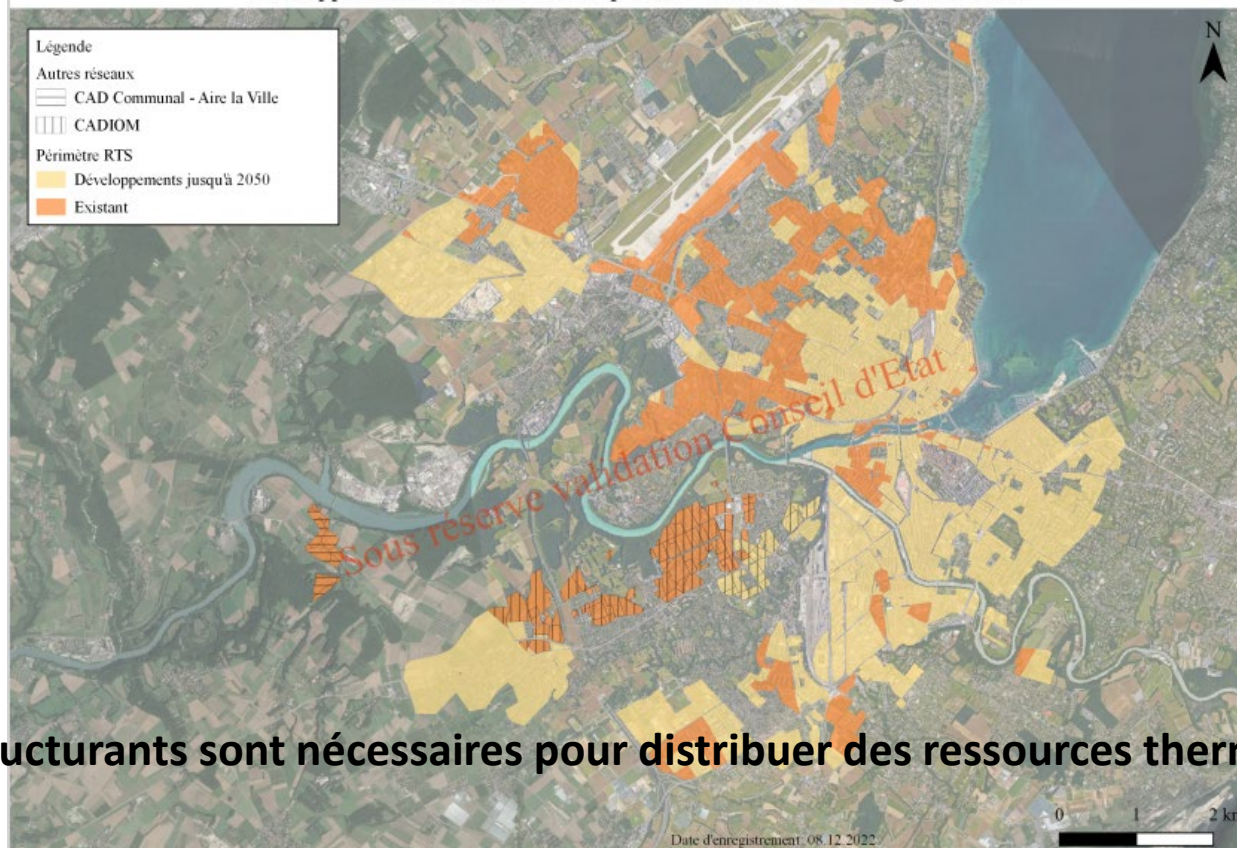 Légende
Autres réseaux
CAD Communal - Aire la Ville
CADIOM
Périmètre RTS
Développements jusqu'à 2050
Existant
N
Sous réserve validation Conseil d'Etat
ucturants sont nécessaires pour distribuer des ressources
0 1 2 km
Date d'enregistrement: 08.12.2022